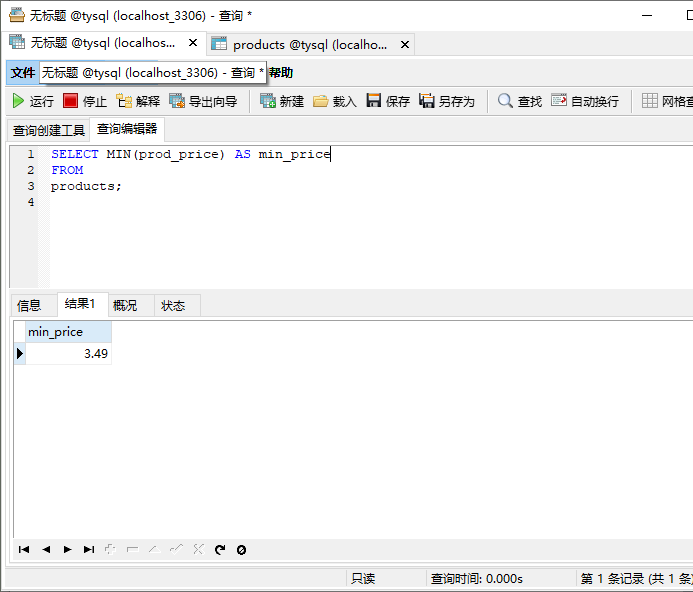 无标题 @tysql (localhost_3306) - 查询 *
无标题 @tysql (localhos... products @tysql (localho...
文件 无标题 @tysql (localhost_3306) - 查询 * 帮助
运行 停止 解释 导出向导 新建 载入 保存 另存为 查找 自动换行 网格查
查询创建工具 查询编辑器
1 SELECT MIN(prod_price) AS min_price
2 FROM
3 products;
4
信息 结果1 概况 状态
min_price
3.49
只读 查询时间: 0.000s 第 1 条记录 (共 1 条)